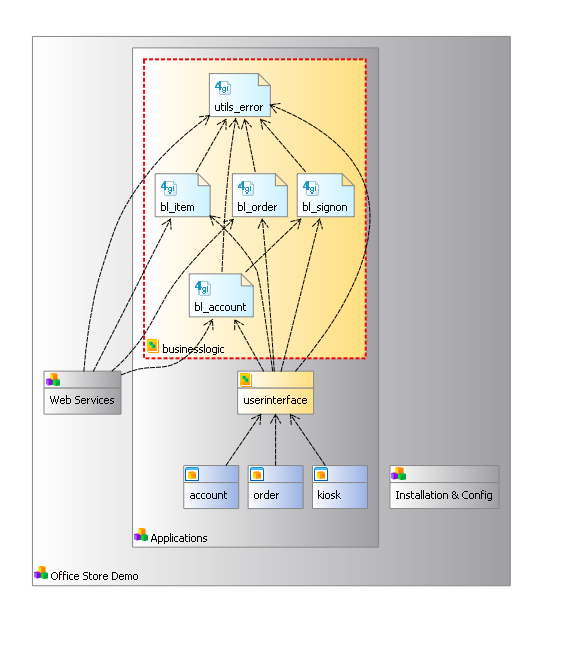 4gl
utils_error
4gl
bl_item
4gl
bl_order
4gl
bl_signon
4gl
bl_account
businesslogic
Web Services
userinterface
account
order
kiosk
Installation & Config
Applications
Office Store Demo